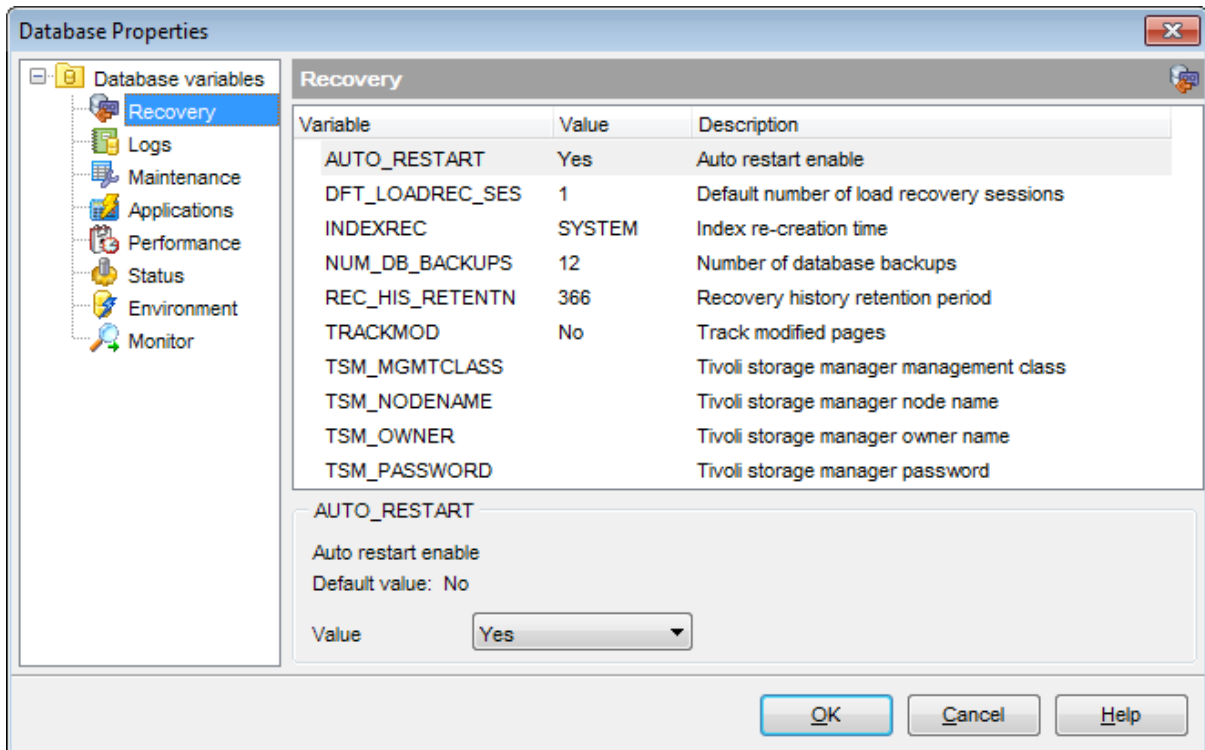 Database Properties
Database variables
Recovery
Logs
Maintenance
Applications
Performance
Status
Environment
Monitor
Recovery
Variable Value Description
AUTO_RESTART Yes Auto restart enable
DFT_LOADREC_SES 1 Default number of load recovery sessions
INDEXREC SYSTEM Index re-creation time
NUM_DB_BACKUPS 12 Number of database backups
REC_HIS_RETENTN 366 Recovery history retention period
TRACKMOD No Track modified pages
TSM_MGMTCLASS Tivoli storage manager management class
TSM_NODENAME Tivoli storage manager node name
TSM_OWNER Tivoli storage manager owner name
TSM_PASSWORD Tivoli storage manager password
AUTO_RESTART
Auto restart enable
Default value: No
Value Yes
OK Cancel Help